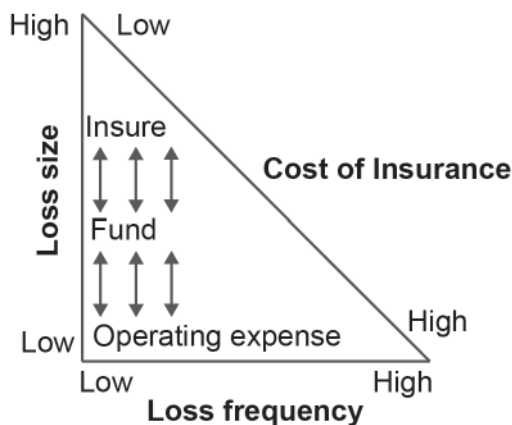 High
Low
Insure
Loss size
Cost of Insurance
Fund
Operating expense
High
Low
Low
High
Loss frequency